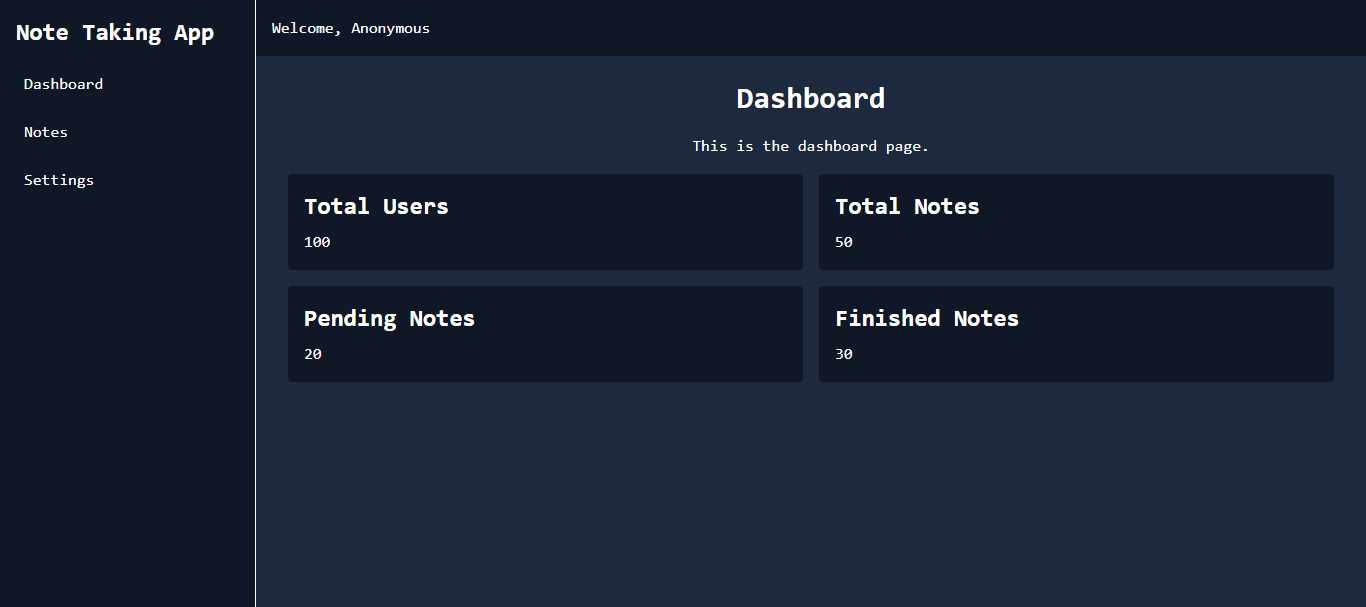 Note Taking App
Dashboard
Notes
Settings
Welcome, Anonymous
Dashboard
This is the dashboard page.
Total Users
100
Total Notes
50
Pending Notes
20
Finished Notes
30